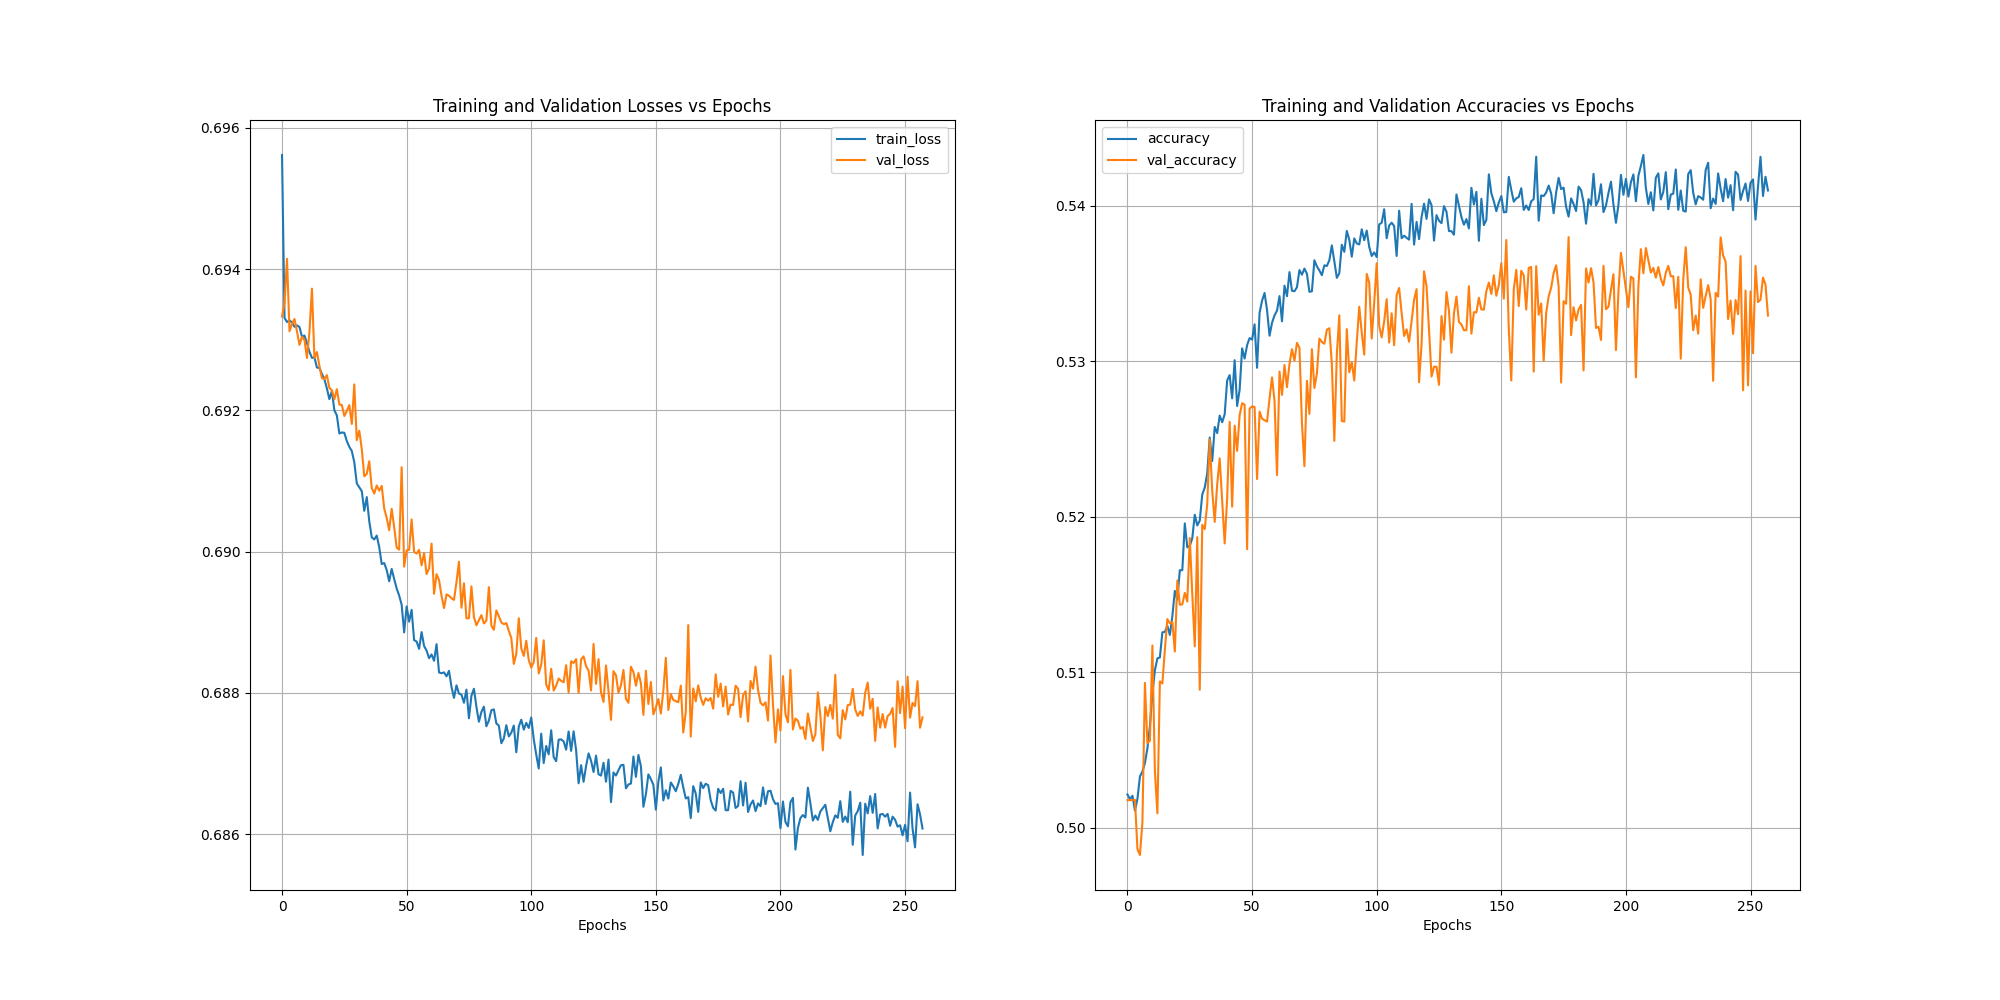 Training and Validation Losses vs Epochs
train_loss
val_loss
0.696
0.694
0.692
0.690
0.688
0.686
0 50 100 150 200 250
Epochs
Training and Validation Accuracies vs Epochs
accuracy
val_accuracy
0.54
0.53
0.52
0.51
0.50
0 50 100 150 200 250
Epochs